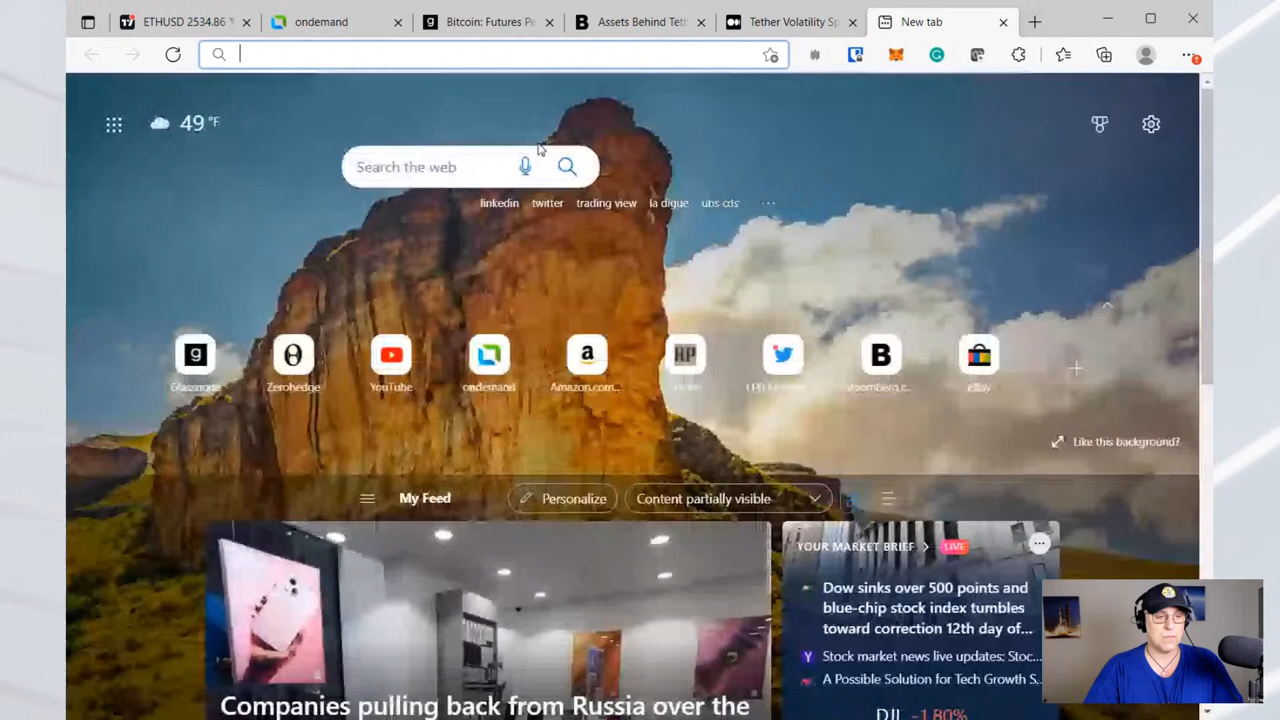 ETHUSD 2534.86
ondemand
Bitcoin: Futures Pe
Assets Behind Teth
Tether Volatility Sp
New tab
49 °F
Search the web
linkedin twitter trading view la digue ubs cds ...
Glassnode Zerohedge YouTube ondemand Amazon.com... eBay
Like this background?
My Feed
Personalize
Content partially visible
YOUR MARKET BRIEF > LIVE
Dow sinks over 500 points and
blue-chip stock index tumbles
toward correction 12th day of...
Stock market news live updates: Stoc...
A Possible Solution for Tech Growth S...
DJI -1.80%
Companies pulling back from Russia over the